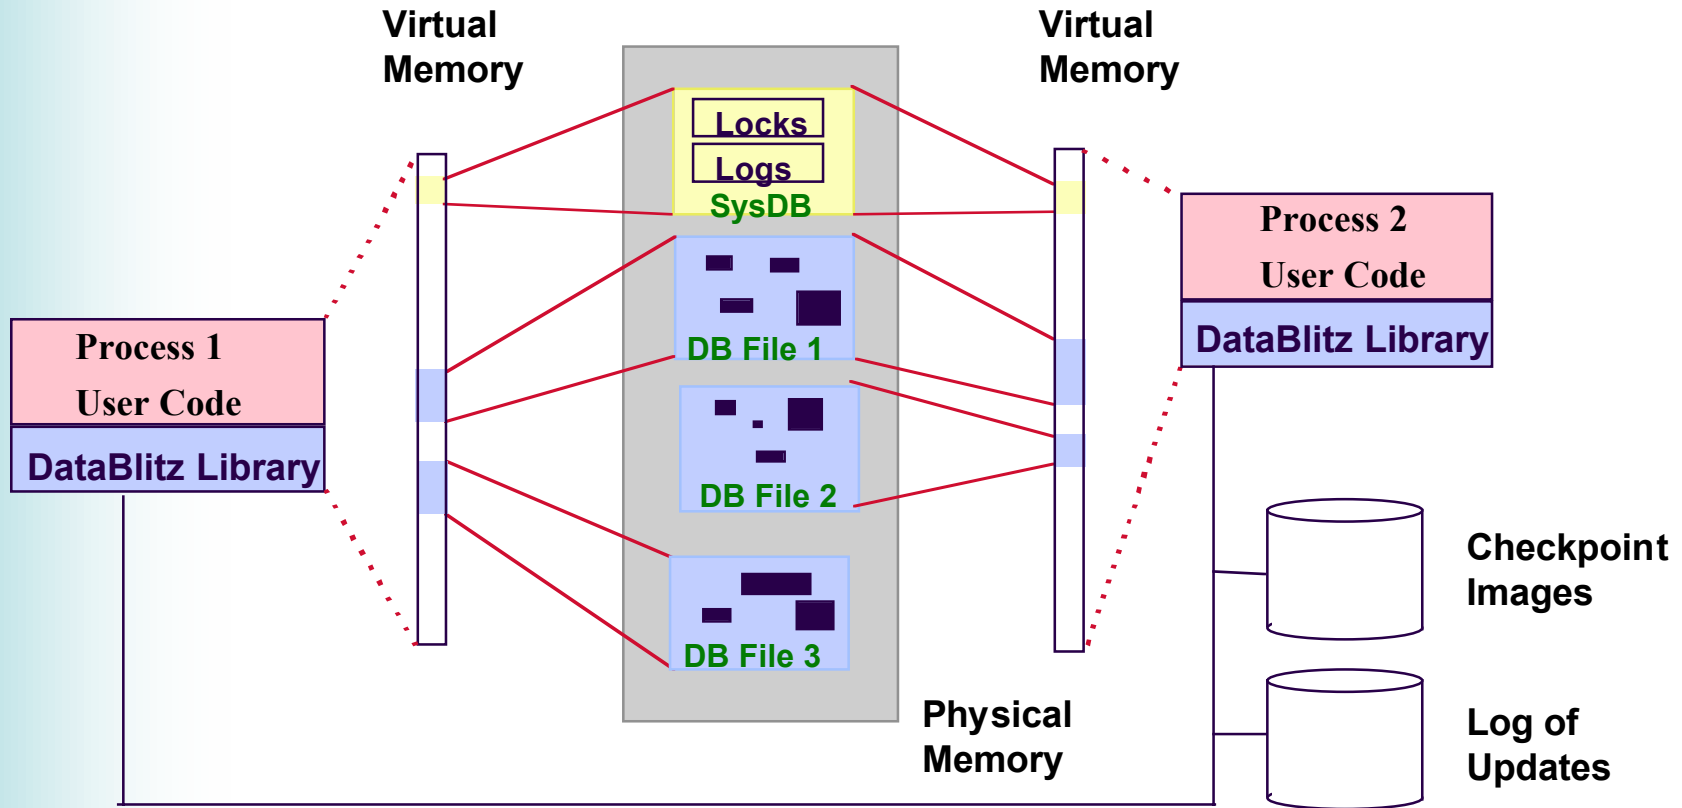 Virtual
Memory
Virtual
Memory
Locks
Logs
SysDB
Process 2
User Code
DataBlitz Library
DB File 1
Process 1
User Code
DataBlitz Library
DB File 2
Checkpoint
Images
DB File 3
Physical
Memory
Log of
Updates